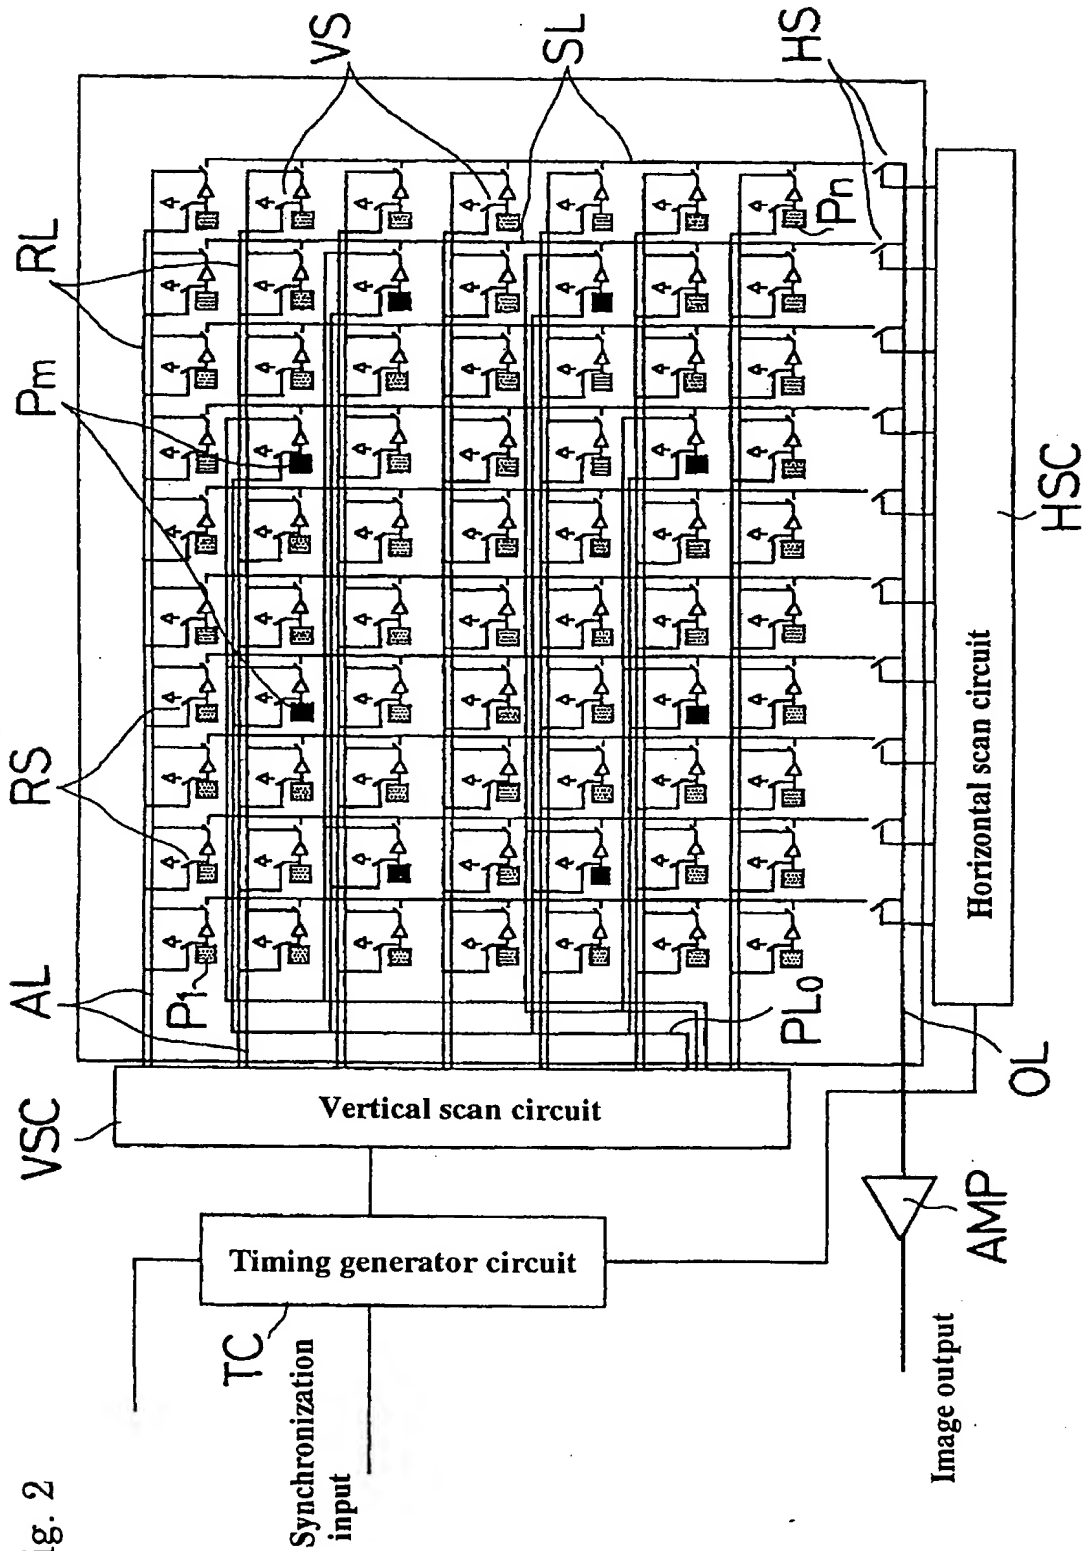 ig. 2
RL
Pm
RS
AL
VSC
VS
SL
HS
P1
Pn
PL0
Vertical scan circuit
Horizontal scan circuit
HSC
Timing generator circuit
TC
Synchronization
input
OL
AMP
Image output